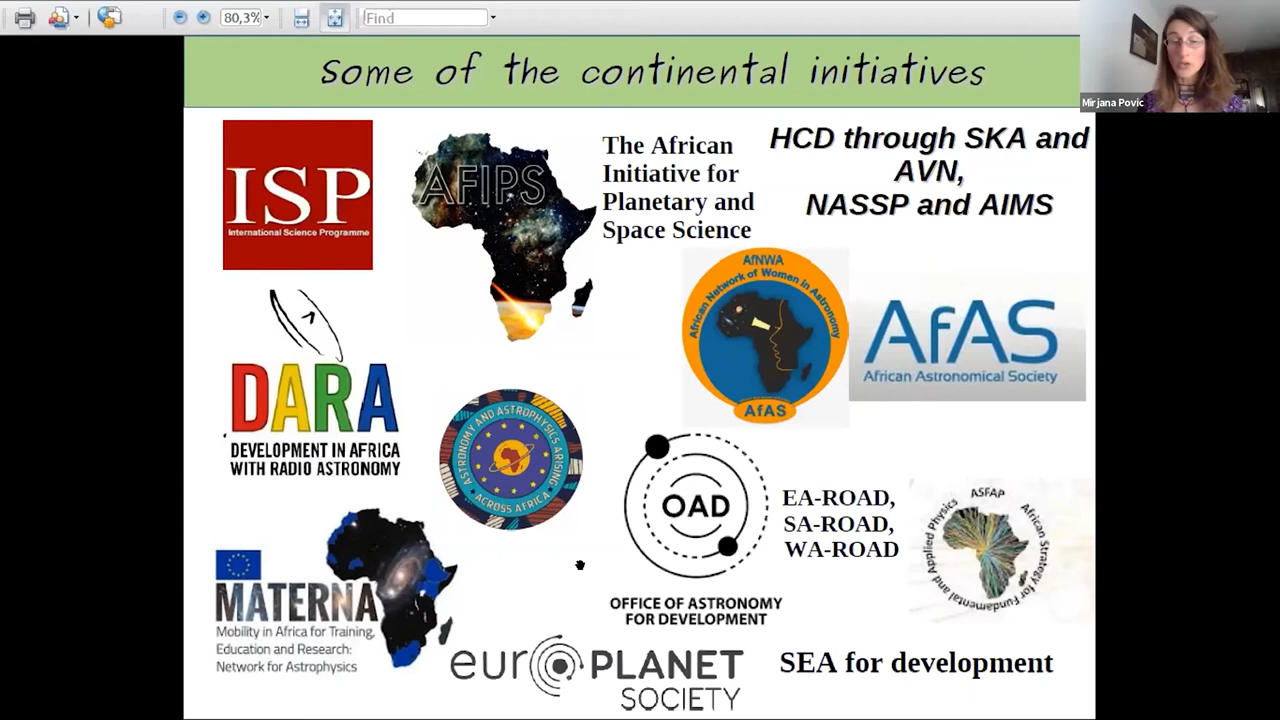 80,3%
Find
Some of the continental initiatives
Mirjana Povic
ISP
International Science Programme
AFIPS
The African
Initiative for
Planetary and
Space Science
HCD through SKA and
AVN,
NASSP and AIMS
AfNWA
African Network of Women in Astronomy
AfAS
AfAS
African Astronomical Society
DARA
DEVELOPMENT IN AFRICA
WITH RADIO ASTRONOMY
ASTRONOMY AND ASTROPHYSICS ARISING
ACROSS AFRICA
OAD
OFFICE OF ASTRONOMY
FOR DEVELOPMENT
EA-ROAD,
SA-ROAD,
WA-ROAD
ASFAP
African Strategy for Fundamental and Applied Physics
MATERNA
Mobility in Africa for Training,
Education and Research:
Network for Astrophysics
euroPLANET
SOCIETY
SEA for development